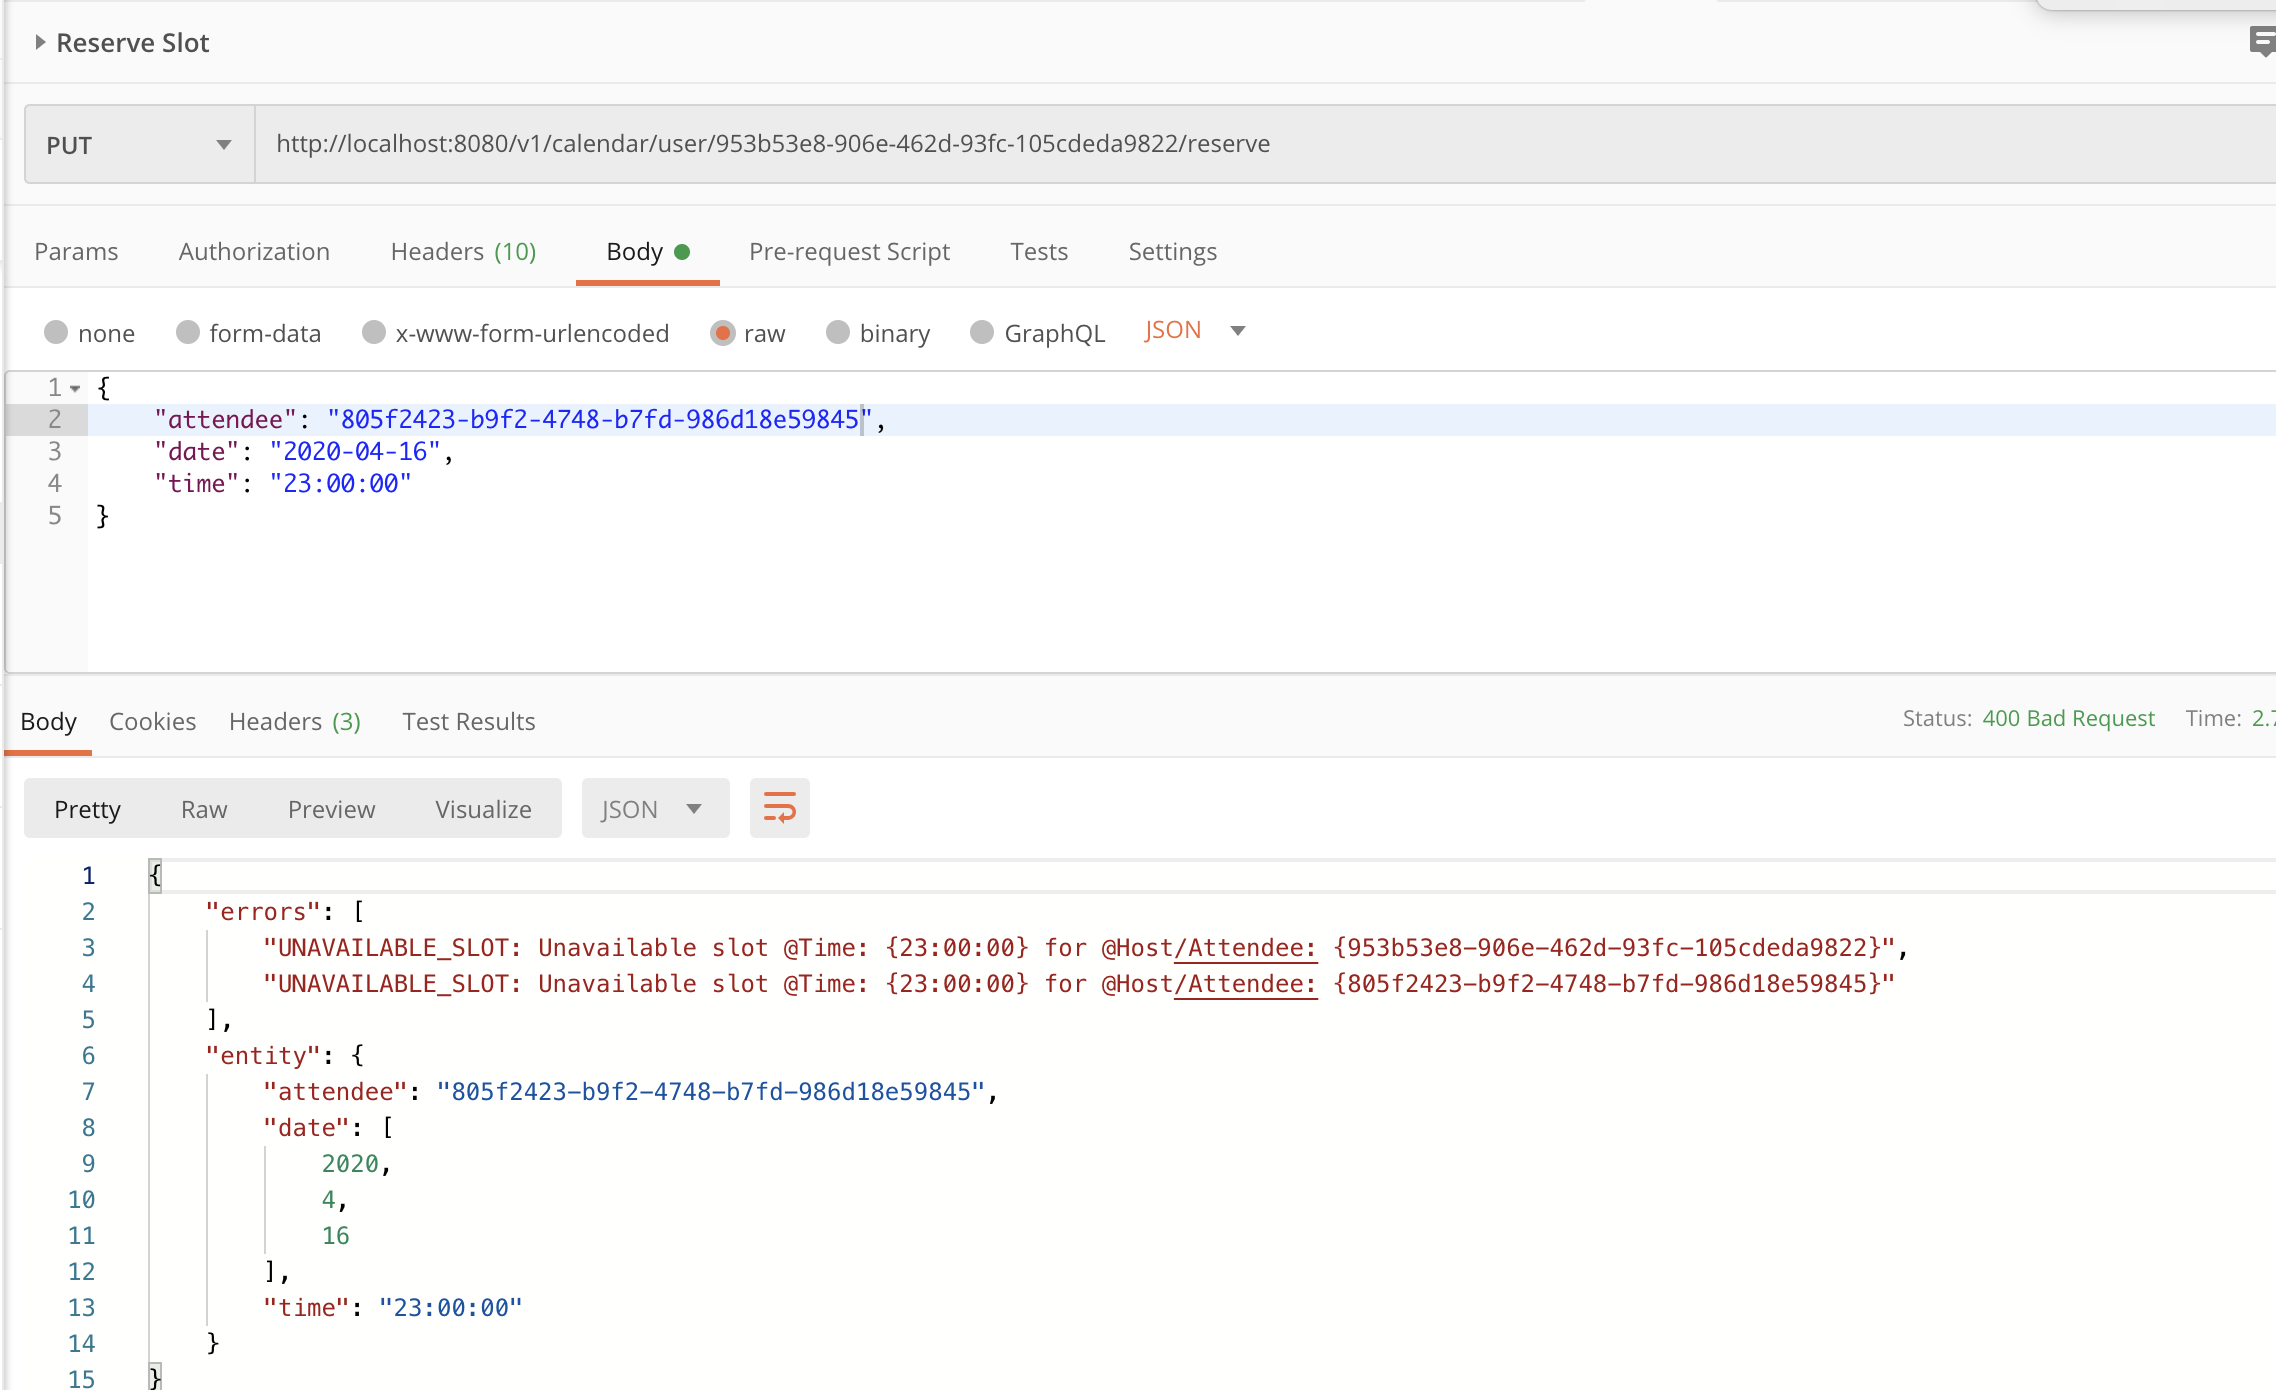 Reserve Slot
PUT http://localhost:8080/v1/calendar/user/953b53e8-906e-462d-93fc-105cdeda9822/reserve
Params Authorization Headers (10) Body Pre-request Script Tests Settings
none form-data x-www-form-urlencoded raw binary GraphQL JSON
1 {
2 "attendee": "805f2423-b9f2-4748-b7fd-986d18e59845",
3 "date": "2020-04-16",
4 "time": "23:00:00"
5 }
Body Cookies Headers (3) Test Results Status: 400 Bad Request Time: 2.7
Pretty Raw Preview Visualize JSON
1 {
2 "errors": [
3 "UNAVAILABLE_SLOT: Unavailable slot @Time: {23:00:00} for @Host/Attendee: {953b53e8-906e-462d-93fc-105cdeda9822}",
4 "UNAVAILABLE_SLOT: Unavailable slot @Time: {23:00:00} for @Host/Attendee: {805f2423-b9f2-4748-b7fd-986d18e59845}"
5 ],
6 "entity": {
7 "attendee": "805f2423-b9f2-4748-b7fd-986d18e59845",
8 "date": [
9 2020,
10 4,
11 16
12 ],
13 "time": "23:00:00"
14 }
15 }